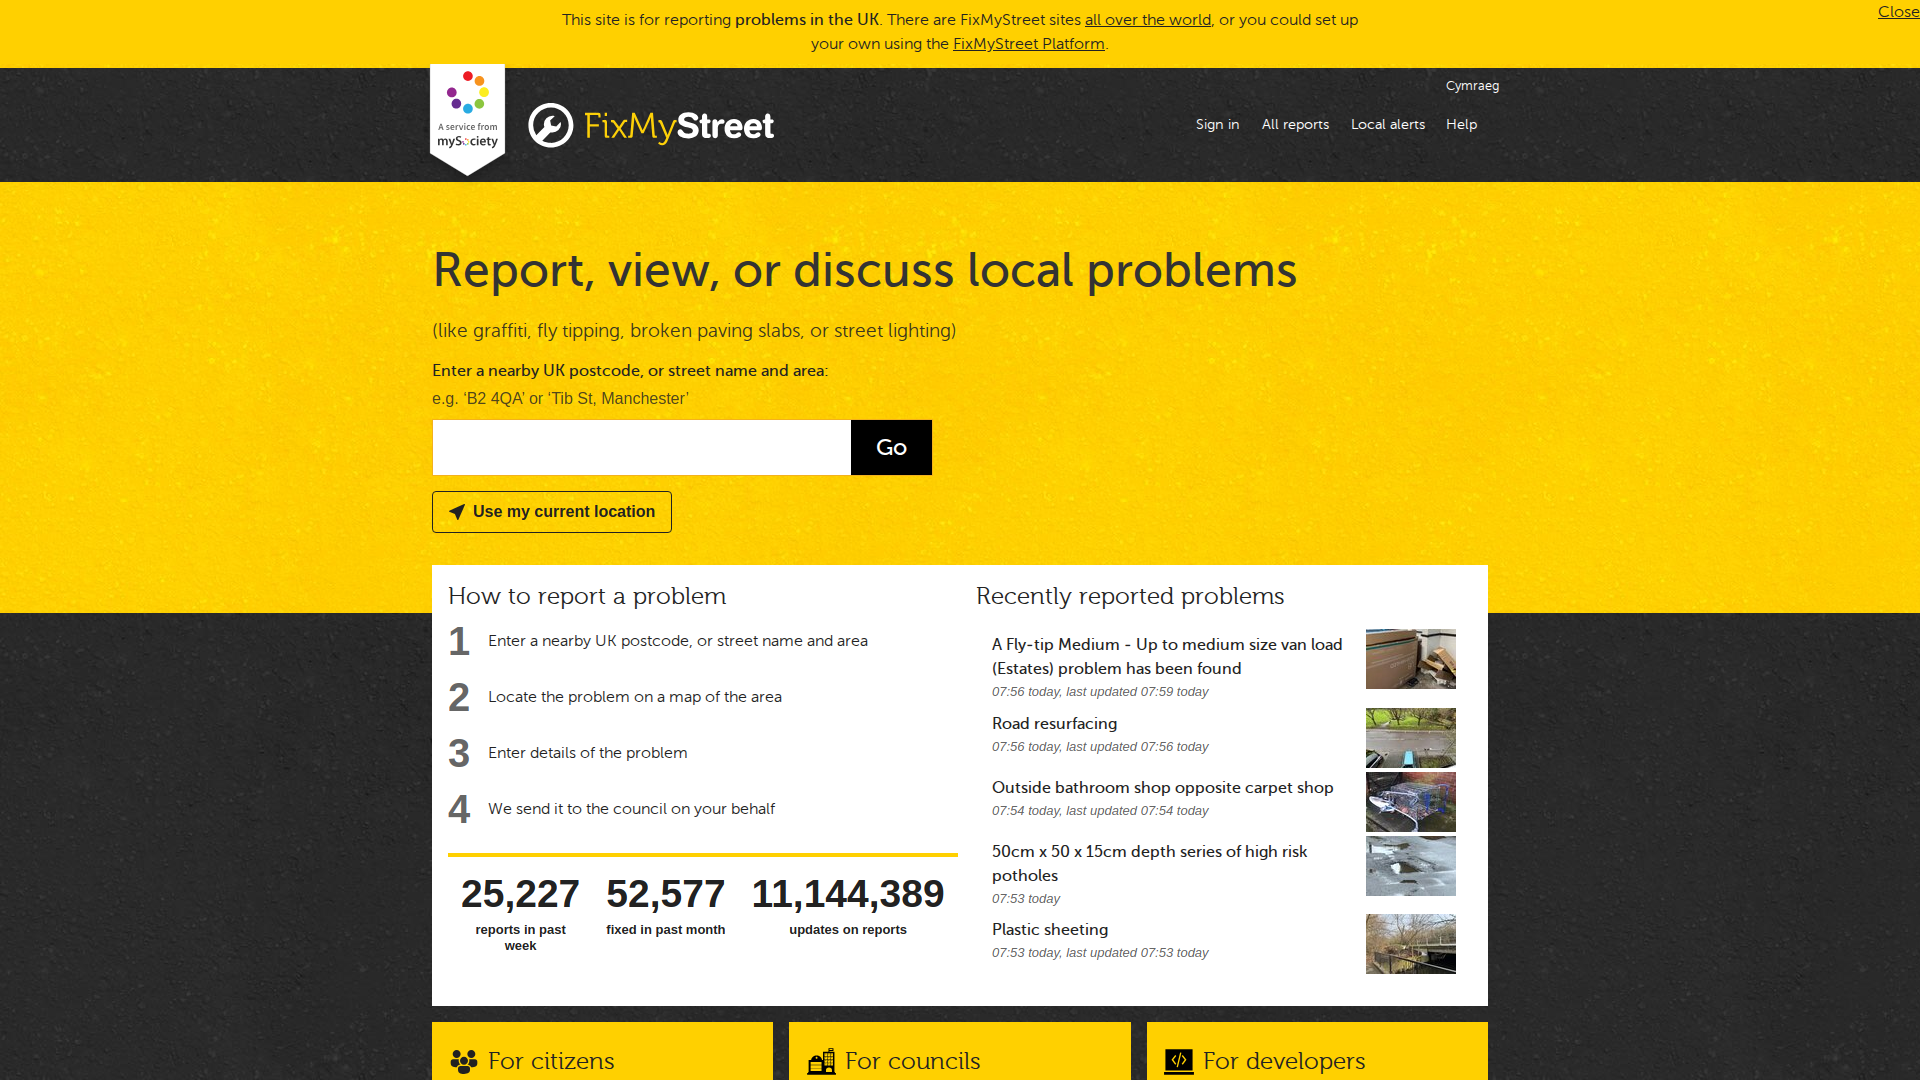 This site is for reporting problems in the UK. There are FixMyStreet sites all over the world, or you could set up
your own using the FixMyStreet Platform.
Close
Cymraeg
A service from
mySociety
FixMyStreet
Sign in
All reports
Local alerts
Help
Report, view, or discuss local problems
(like graffiti, fly tipping, broken paving slabs, or street lighting)
Enter a nearby UK postcode, or street name and area:
e.g. ‘B2 4QA’ or ‘Tib St, Manchester’
Go
Use my current location
How to report a problem
1 Enter a nearby UK postcode, or street name and area
2 Locate the problem on a map of the area
3 Enter details of the problem
4 We send it to the council on your behalf
25,227
reports in past
week
52,577
fixed in past month
11,144,389
updates on reports
Recently reported problems
A Fly-tip Medium - Up to medium size van load
(Estates) problem has been found
07:56 today, last updated 07:59 today
Road resurfacing
07:56 today, last updated 07:56 today
Outside bathroom shop opposite carpet shop
07:54 today, last updated 07:54 today
50cm x 50 x 15cm depth series of high risk
potholes
07:53 today
Plastic sheeting
07:53 today, last updated 07:53 today
For citizens
For councils
For developers